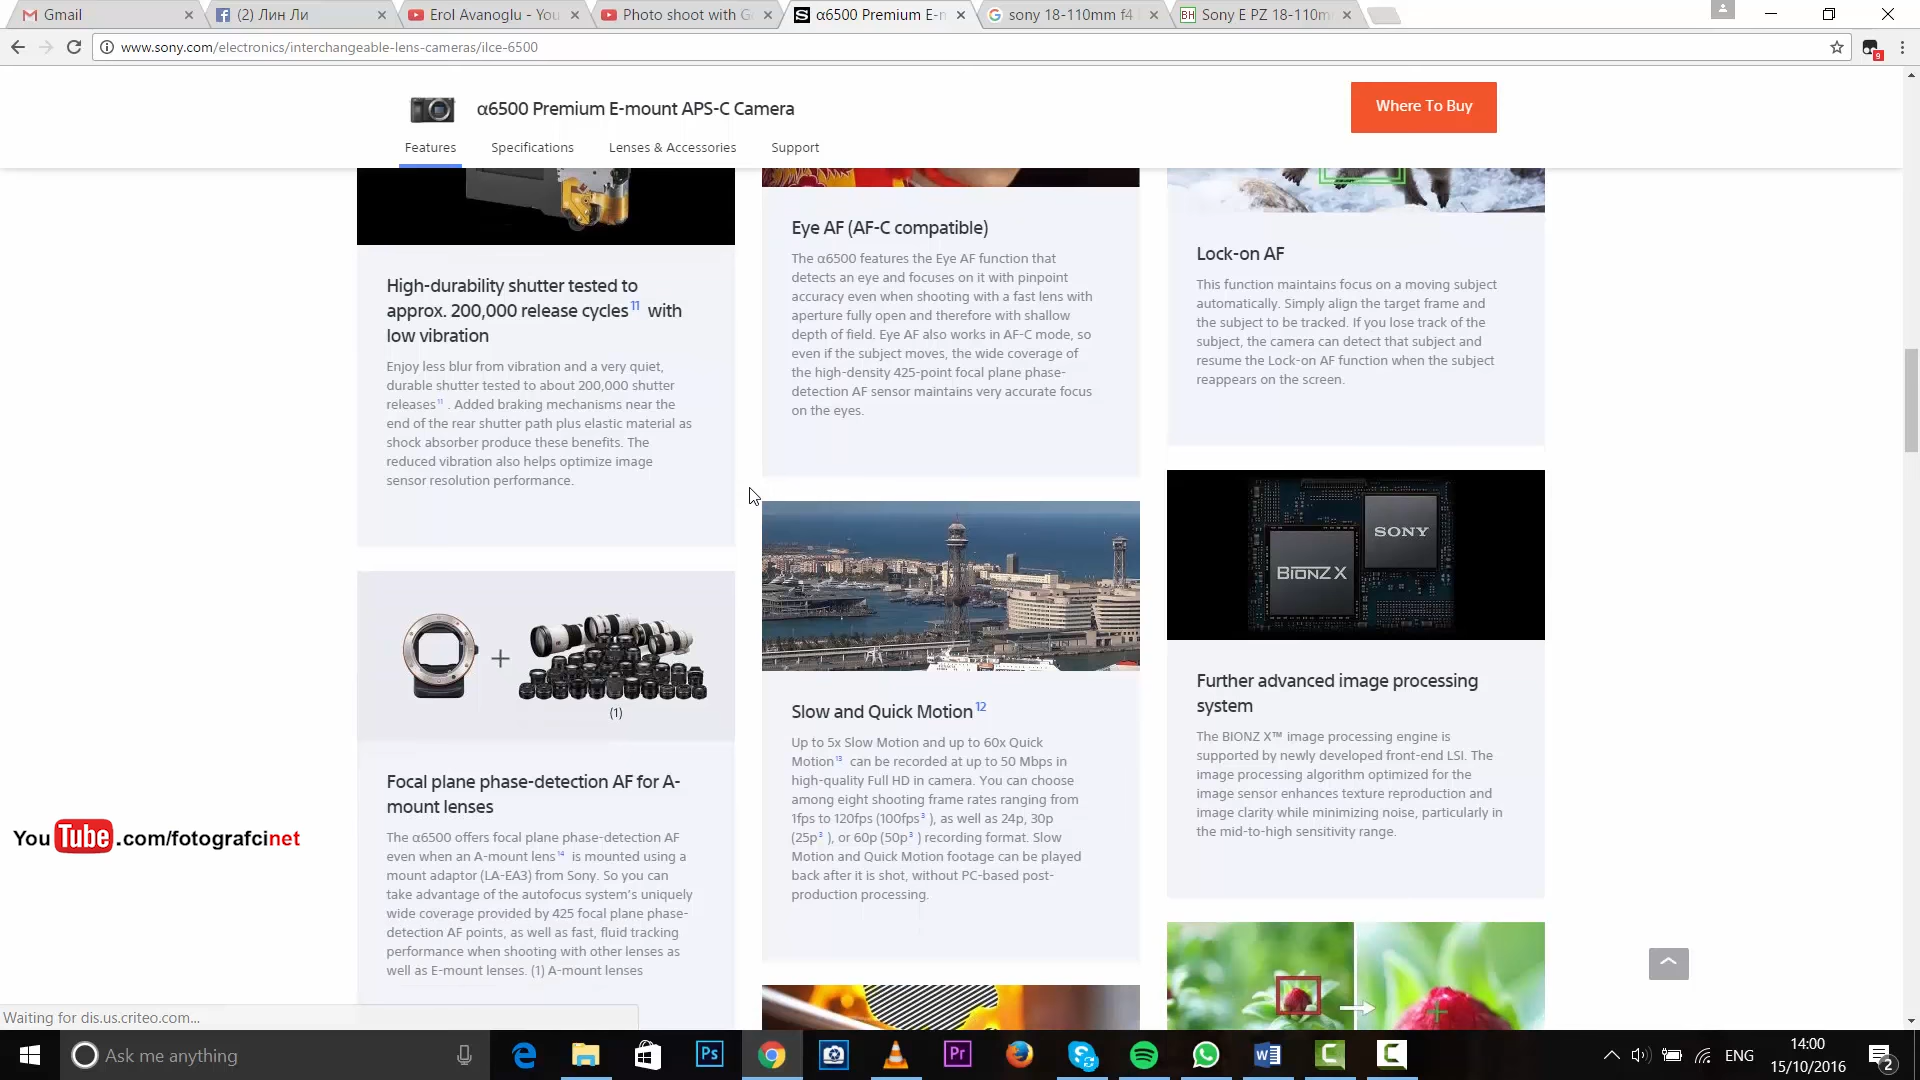 Gmail
(2) Лин Ли
Erol Avanoglu - You
Photo shoot with G
α6500 Premium E-m
sony 18-110mm f4
Sony E PZ 18-110m
www.sony.com/electronics/interchangeable-lens-cameras/ilce-6500
9
α6500 Premium E-mount APS-C Camera
Where To Buy
Features
Specifications
Lenses & Accessories
Support
High-durability shutter tested to
approx. 200,000 release cycles11 with
low vibration
Enjoy less blur from vibration and a very quiet,
durable shutter tested to about 200,000 shutter
releases11 . Added braking mechanisms near the
end of the rear shutter path plus elastic material as
shock absorber produce these benefits. The
reduced vibration also helps optimize image
sensor resolution performance.
+
(1)
Focal plane phase-detection AF for A-
mount lenses
The α6500 offers focal plane phase-detection AF
even when an A-mount lens14 is mounted using a
mount adaptor (LA-EA3) from Sony. So you can
take advantage of the autofocus system's uniquely
wide coverage provided by 425 focal plane phase-
detection AF points, as well as fast, fluid tracking
performance when shooting with other lenses as
well as E-mount lenses. (1) A-mount lenses
Eye AF (AF-C compatible)
The α6500 features the Eye AF function that
detects an eye and focuses on it with pinpoint
accuracy even when shooting with a fast lens with
aperture fully open and therefore with shallow
depth of field. Eye AF also works in AF-C mode, so
even if the subject moves, the wide coverage of
the high-density 425-point focal plane phase-
detection AF sensor maintains very accurate focus
on the eyes.
Slow and Quick Motion12
Up to 5x Slow Motion and up to 60x Quick
Motion13 can be recorded at up to 50 Mbps in
high-quality Full HD in camera. You can choose
among eight shooting frame rates ranging from
1fps to 120fps (100fps3 ), as well as 24p, 30p
(25p3 ), or 60p (50p3 ) recording format. Slow
Motion and Quick Motion footage can be played
back after it is shot, without PC-based post-
production processing.
Lock-on AF
This function maintains focus on a moving subject
automatically. Simply align the target frame and
the subject to be tracked. If you lose track of the
subject, the camera can detect that subject and
resume the Lock-on AF function when the subject
reappears on the screen.
SONY
BIONZ X
Further advanced image processing
system
The BIONZ X™ image processing engine is
supported by newly developed front-end LSI. The
image processing algorithm optimized for the
image sensor enhances texture reproduction and
image clarity while minimizing noise, particularly in
the mid-to-high sensitivity range.
YouTube.com/fotografcinet
Waiting for dis.us.criteo.com...
Ask me anything
ENG
14:00
15/10/2016
2